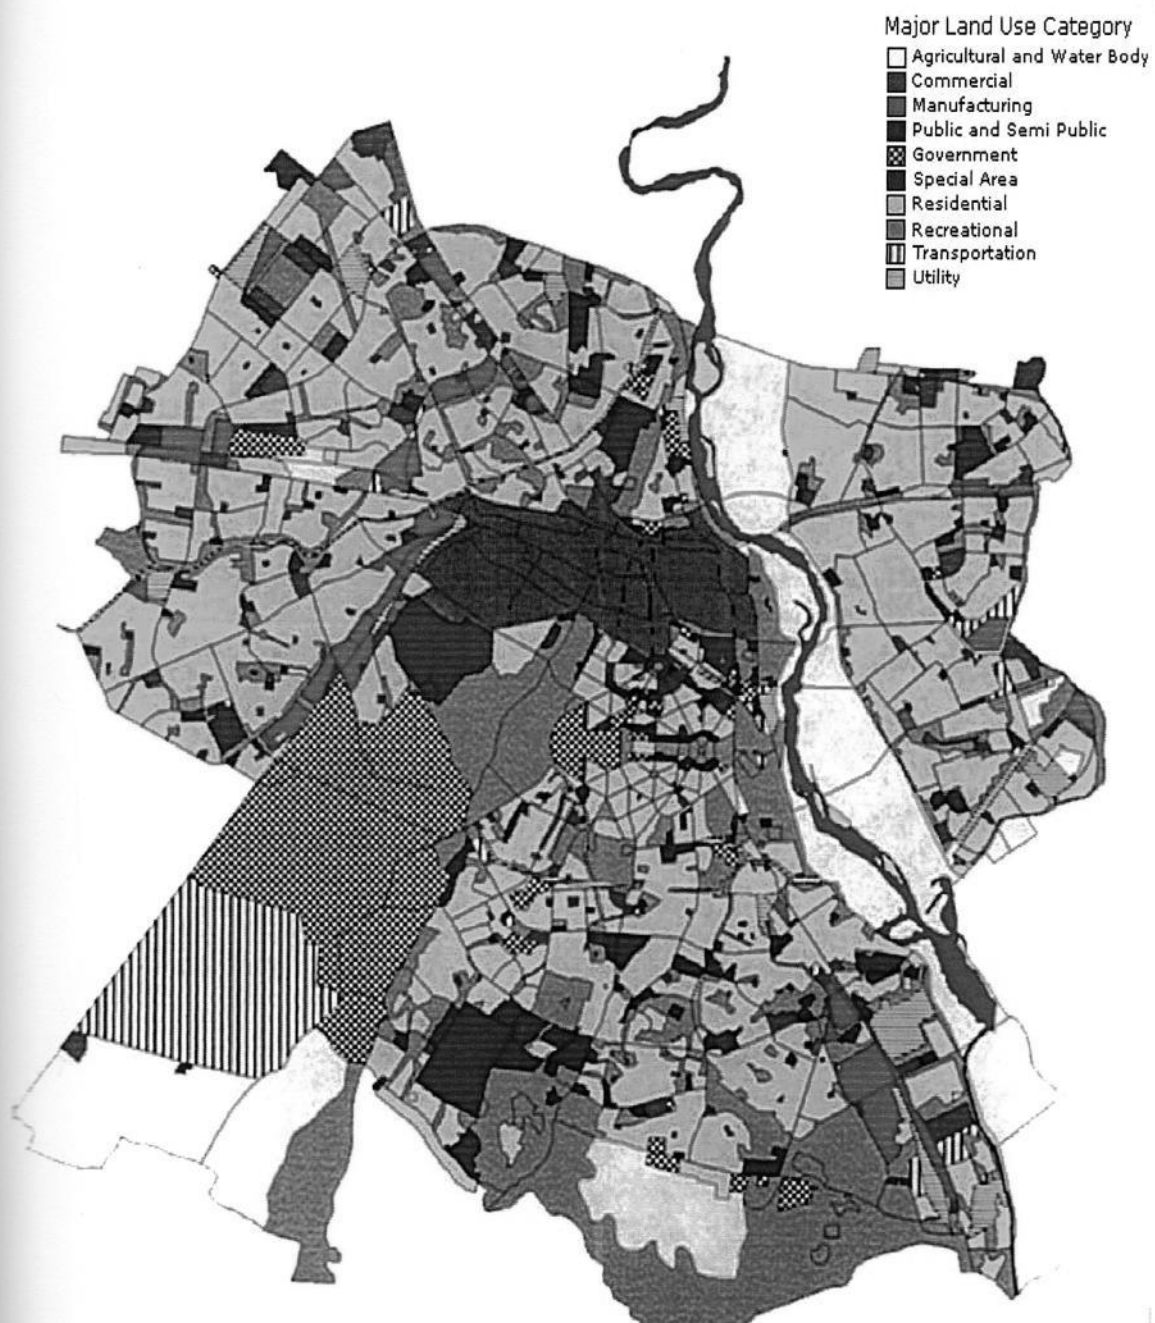 Major Land Use Category
Agricultural and Water Body
Commercial
Manufacturing
Public and Semi Public
Government
Special Area
Residential
Recreational
Transportation
Utility